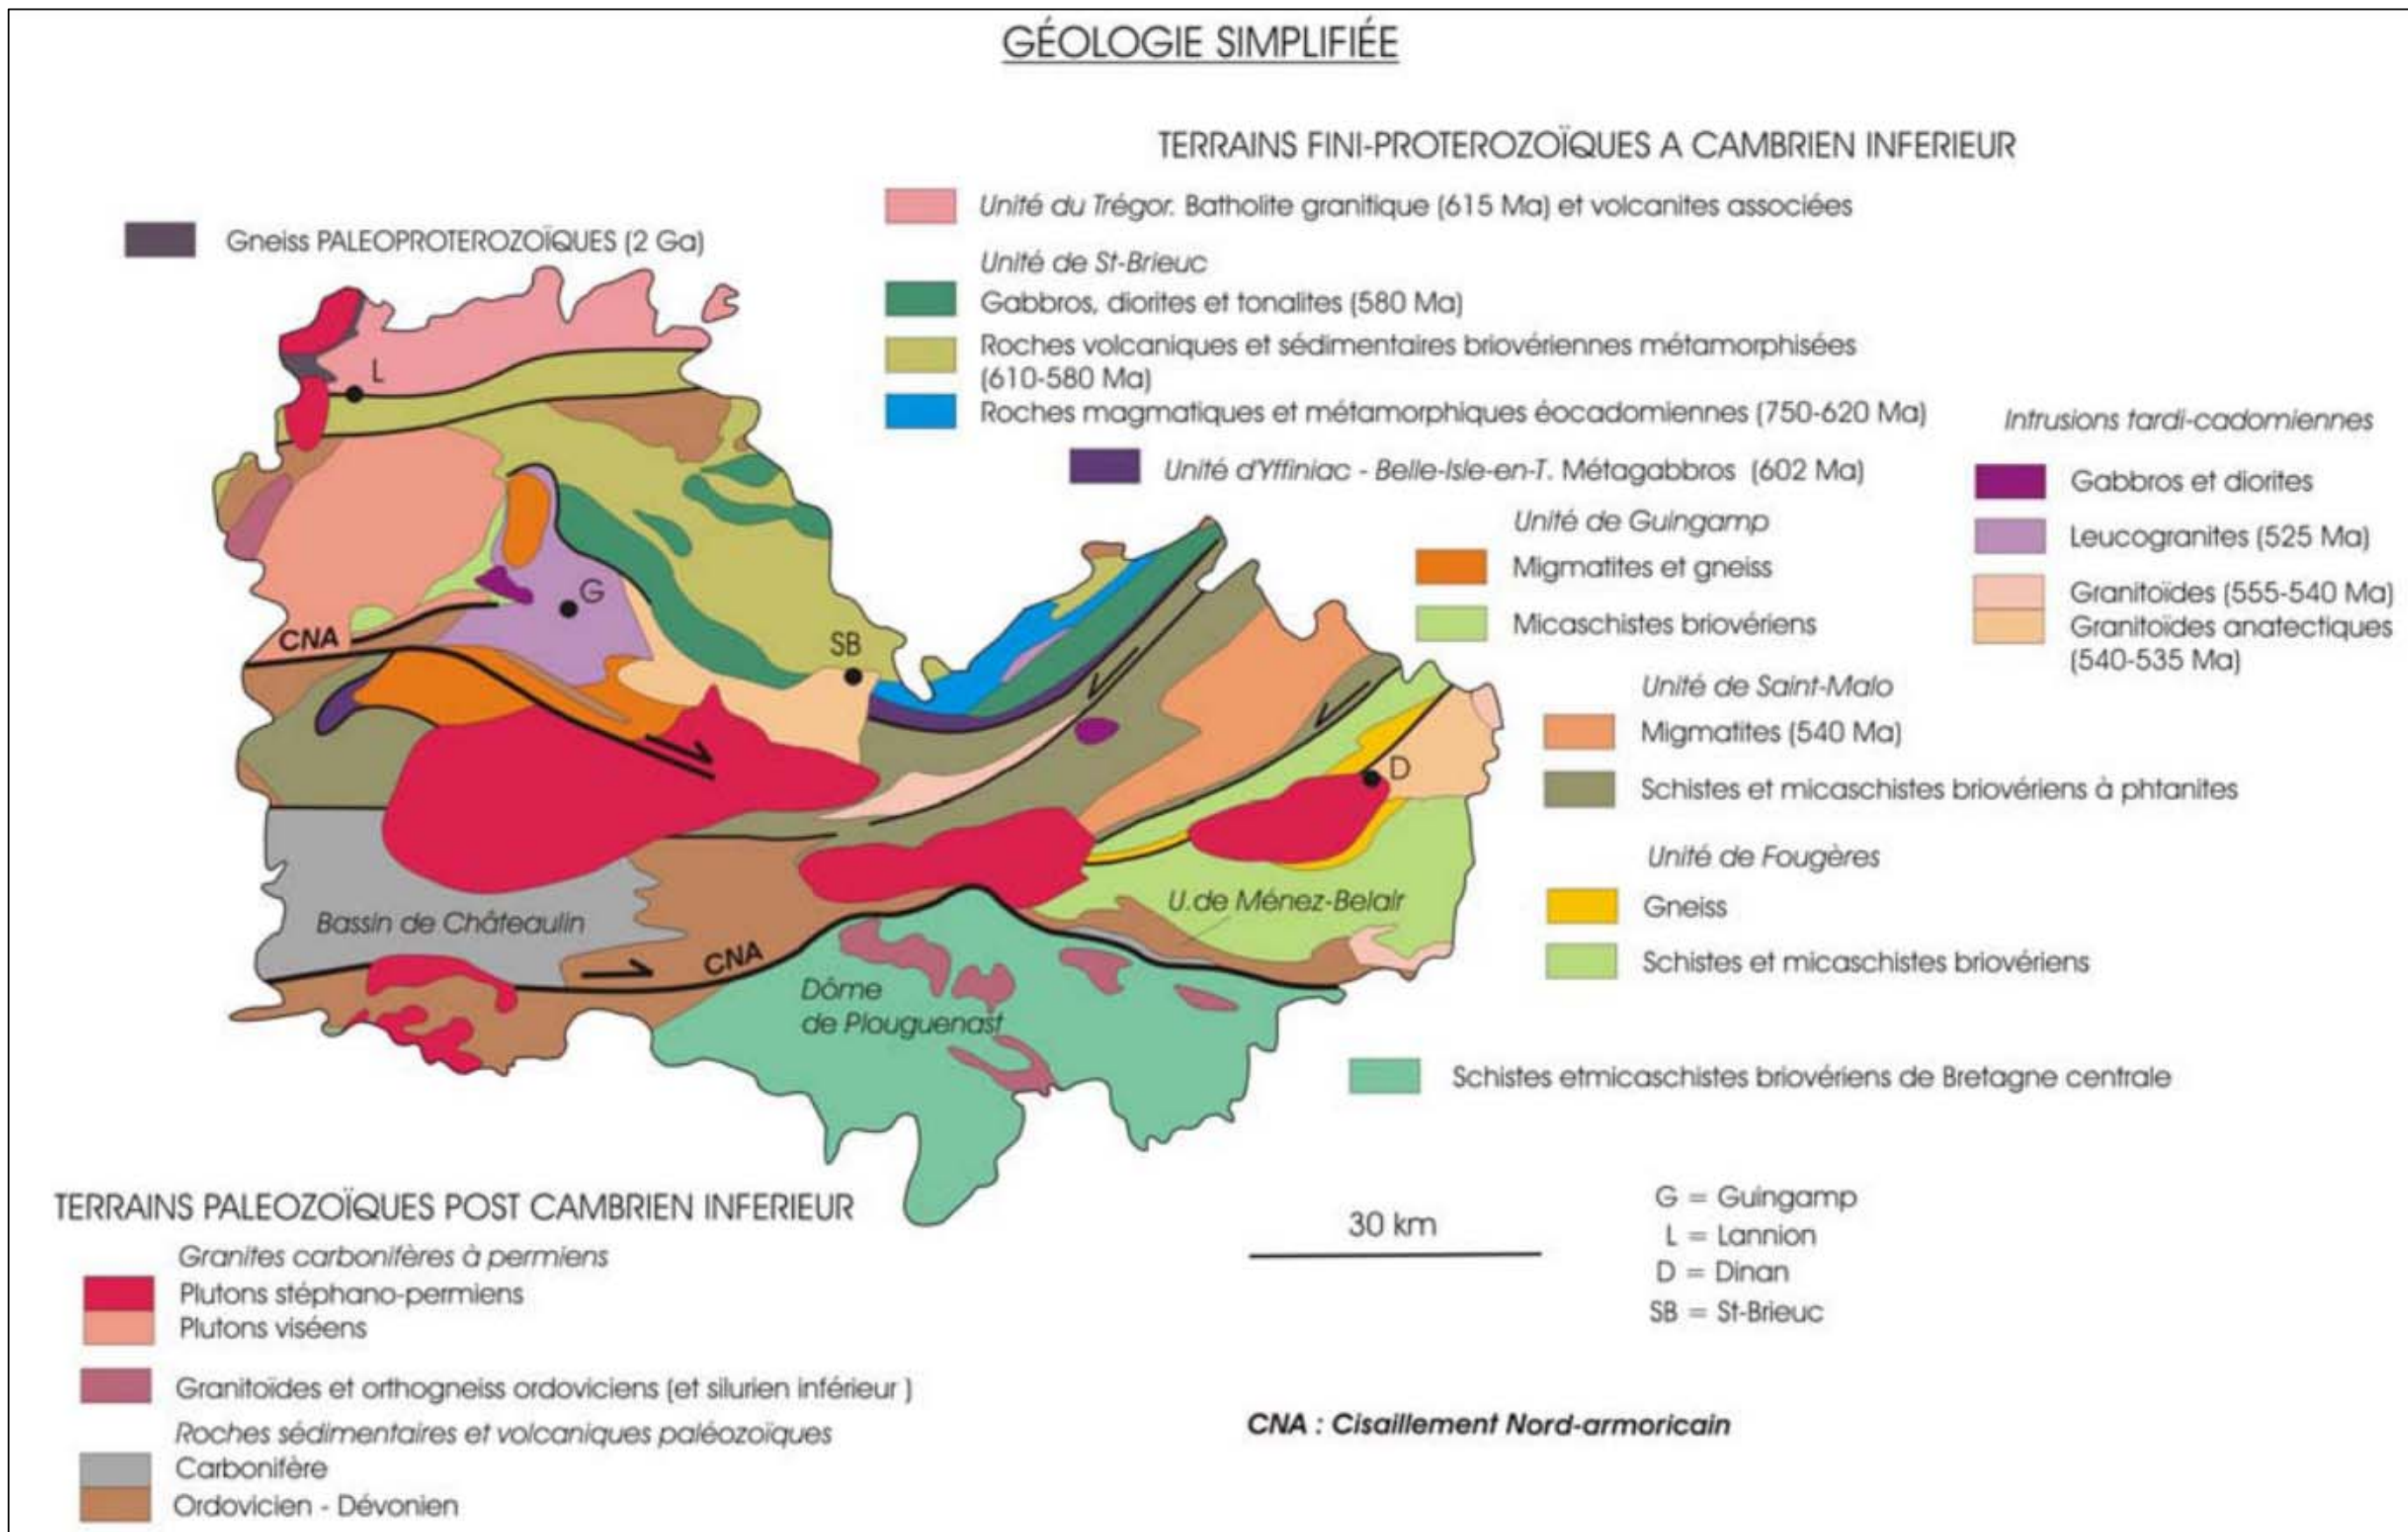 GÉOLOGIE SIMPLIFIÉE
TERRAINS FINI-PROTEROZOÏQUES A CAMBRIEN INFERIEUR
Unité du Trégor. Batholite granitique (615 Ma) et volcanites associées
Gneiss PALEOPROTEROZOÏQUES (2 Ga)
Unité de St-Brieuc
Gabbros, diorites et tonalites (580 Ma)
Roches volcaniques et sédimentaires briovériennes métamorphisées
(610-580 Ma)
Roches magmatiques et métamorphiques éocadomiennes (750-620 Ma)
Unité d'Yffiniac - Belle-Isle-en-T. Métagabbros (602 Ma)
Intrusions tardi-cadomiennes
Gabbros et diorites
Leucogranites (525 Ma)
Granitoïdes (555-540 Ma)
Granitoïdes anatectiques
(540-535 Ma)
Unité de Guingamp
Migmatites et gneiss
Micaschistes briovériens
Unité de Saint-Malo
Migmatites (540 Ma)
Schistes et micaschistes briovériens à phtanites
Unité de Fougères
Gneiss
Schistes et micaschistes briovériens
Schistes etmicaschistes briovériens de Bretagne centrale
L
G
CNA
SB
D
U.de Ménez-Belair
Bassin de Châteaulin
CNA
Dôme
de Plouguenast
TERRAINS PALEOZOÏQUES POST CAMBRIEN INFERIEUR
Granites carbonifères à permiens
Plutons stéphano-permiens
Plutons viséens
Granitoïdes et orthogneiss ordoviciens (et silurien inférieur )
Roches sédimentaires et volcaniques paléozoïques
Carbonifère
Ordovicien - Dévonien
30 km
G = Guingamp
L = Lannion
D = Dinan
SB = St-Brieuc
CNA : Cisaillement Nord-armoricain